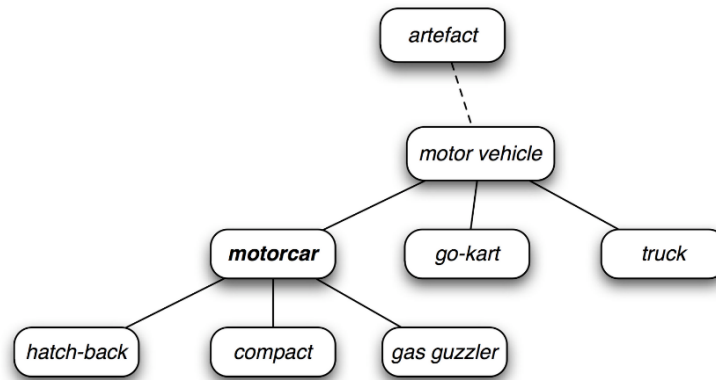 artefact
motor vehicle
motorcar
go-kart
truck
hatch-back
compact
gas guzzler